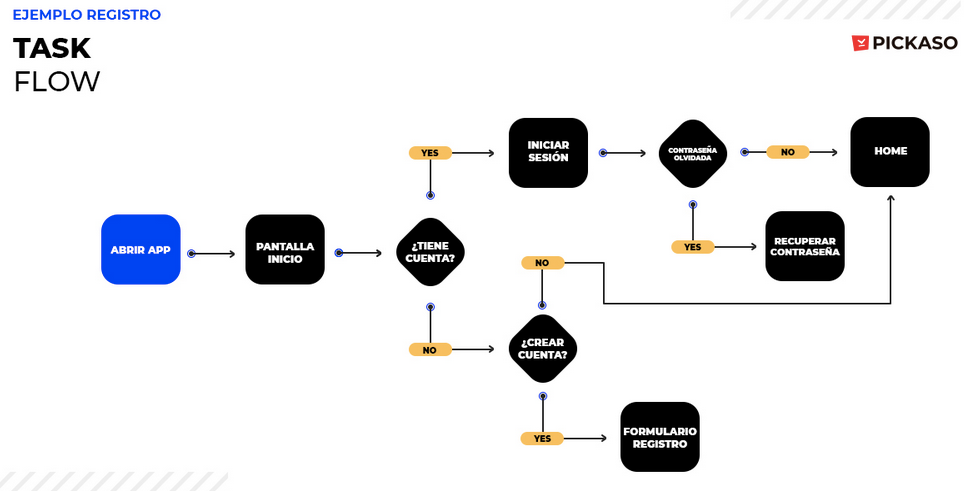 EJEMPLO REGISTRO
TASK
FLOW
PICKASO
ABRIR APP
PANTALLA
INICIO
¿TIENE
CUENTA?
YES
INICIAR
SESIÓN
CONTRASEÑA
OLVIDADA
NO
HOME
YES
RECUPERAR
CONTRASEÑA
NO
¿CREAR
CUENTA?
NO
YES
FORMULARIO
REGISTRO